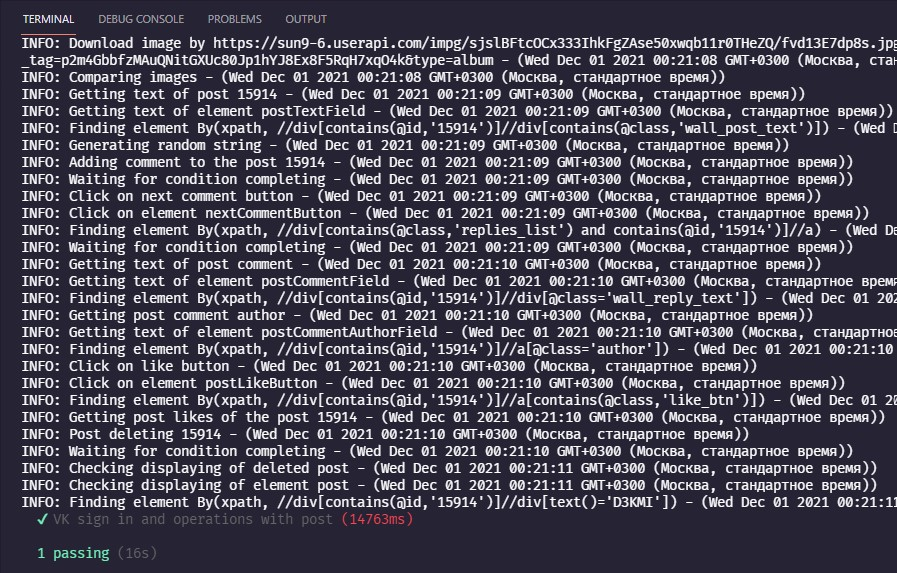 TERMINAL DEBUG CONSOLE PROBLEMS OUTPUT
INFO: Download image by https://sun9-6.userapi.com/impg/sjslBFtcOCx333IhkFgZAse50xwqb11r0THeZQ/fvd13E7dp8s.jpg
_tag=p2m4GbbfzMAuQNitGXUc80Jp1hYJ8Ex8F5RqH7xqO4k&type=album - (Wed Dec 01 2021 00:21:08 GMT+0300 (Москва, стан
INFO: Comparing images - (Wed Dec 01 2021 00:21:08 GMT+0300 (Москва, стандартное время))
INFO: Getting text of post 15914 - (Wed Dec 01 2021 00:21:09 GMT+0300 (Москва, стандартное время))
INFO: Getting text of element postTextField - (Wed Dec 01 2021 00:21:09 GMT+0300 (Москва, стандартное время))
INFO: Finding element By(xpath, //div[contains(@id,'15914')]//div[contains(@class,'wall_post_text')]) - (Wed D
INFO: Generating random string - (Wed Dec 01 2021 00:21:09 GMT+0300 (Москва, стандартное время))
INFO: Adding comment to the post 15914 - (Wed Dec 01 2021 00:21:09 GMT+0300 (Москва, стандартное время))
INFO: Waiting for condition completing - (Wed Dec 01 2021 00:21:09 GMT+0300 (Москва, стандартное время))
INFO: Click on next comment button - (Wed Dec 01 2021 00:21:09 GMT+0300 (Москва, стандартное время))
INFO: Click on element nextCommentButton - (Wed Dec 01 2021 00:21:09 GMT+0300 (Москва, стандартное время))
INFO: Finding element By(xpath, //div[contains(@class,'replies_list') and contains(@id,'15914')]//a) - (Wed De
INFO: Waiting for condition completing - (Wed Dec 01 2021 00:21:09 GMT+0300 (Москва, стандартное время))
INFO: Getting text of post comment - (Wed Dec 01 2021 00:21:10 GMT+0300 (Москва, стандартное время))
INFO: Getting text of element postCommentField - (Wed Dec 01 2021 00:21:10 GMT+0300 (Москва, стандартное время
INFO: Finding element By(xpath, //div[contains(@id,'15914')]//div[@class='wall_reply_text']) - (Wed Dec 01 202
INFO: Getting post comment author - (Wed Dec 01 2021 00:21:10 GMT+0300 (Москва, стандартное время))
INFO: Getting text of element postCommentAuthorField - (Wed Dec 01 2021 00:21:10 GMT+0300 (Москва, стандартное
INFO: Finding element By(xpath, //div[contains(@id,'15914')]//a[@class='author']) - (Wed Dec 01 2021 00:21:10
INFO: Click on like button - (Wed Dec 01 2021 00:21:10 GMT+0300 (Москва, стандартное время))
INFO: Click on element postLikeButton - (Wed Dec 01 2021 00:21:10 GMT+0300 (Москва, стандартное время))
INFO: Finding element By(xpath, //div[contains(@id,'15914')]//a[contains(@class,'like_btn')]) - (Wed Dec 01 20
INFO: Getting post likes of the post 15914 - (Wed Dec 01 2021 00:21:10 GMT+0300 (Москва, стандартное время))
INFO: Post deleting 15914 - (Wed Dec 01 2021 00:21:10 GMT+0300 (Москва, стандартное время))
INFO: Waiting for condition completing - (Wed Dec 01 2021 00:21:10 GMT+0300 (Москва, стандартное время))
INFO: Checking displaying of deleted post - (Wed Dec 01 2021 00:21:11 GMT+0300 (Москва, стандартное время))
INFO: Checking displaying of element post - (Wed Dec 01 2021 00:21:11 GMT+0300 (Москва, стандартное время))
INFO: Finding element By(xpath, //div[contains(@id,'15914')]//div[text()='D3KMI']) - (Wed Dec 01 2021 00:21:11
✓ VK sign in and operations with post (14763ms)
1 passing (16s)